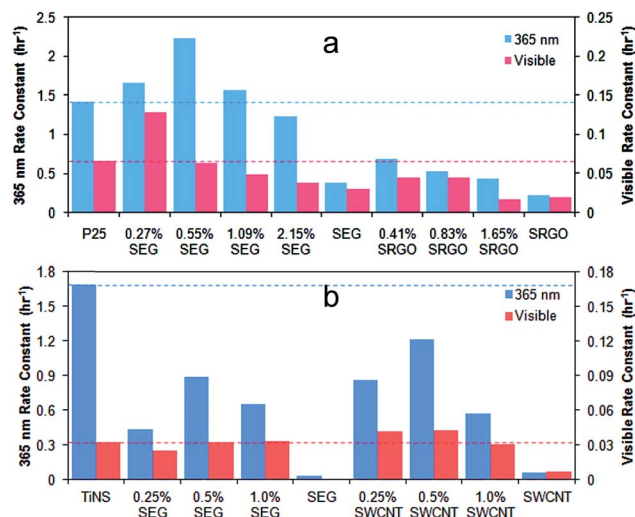 a
365 nm Rate Constant (hr⁻¹)
2.5
2
1.5
1
0.5
0
365 nm
Visible
0.25
0.2
0.15
0.1
0.05
0
Visible Rate Constant (hr⁻¹)
P25 0.27% 0.55% 1.09% 2.15% SEG 0.41% 0.83% 1.65% SRGO
SEG SEG SEG SEG SRGO SRGO SRGO
b
365 nm Rate Constant (hr⁻¹)
1.8
1.5
1.2
0.9
0.6
0.3
0.0
365 nm
Visible
0.18
0.15
0.12
0.09
0.06
0.03
0.00
Visible Rate Constant (hr⁻¹)
TiNS 0.25% 0.5% 1.0% SEG 0.25% 0.5% 1.0% SWCNT
SEG SEG SEG SWCNT SWCNT SWCNT